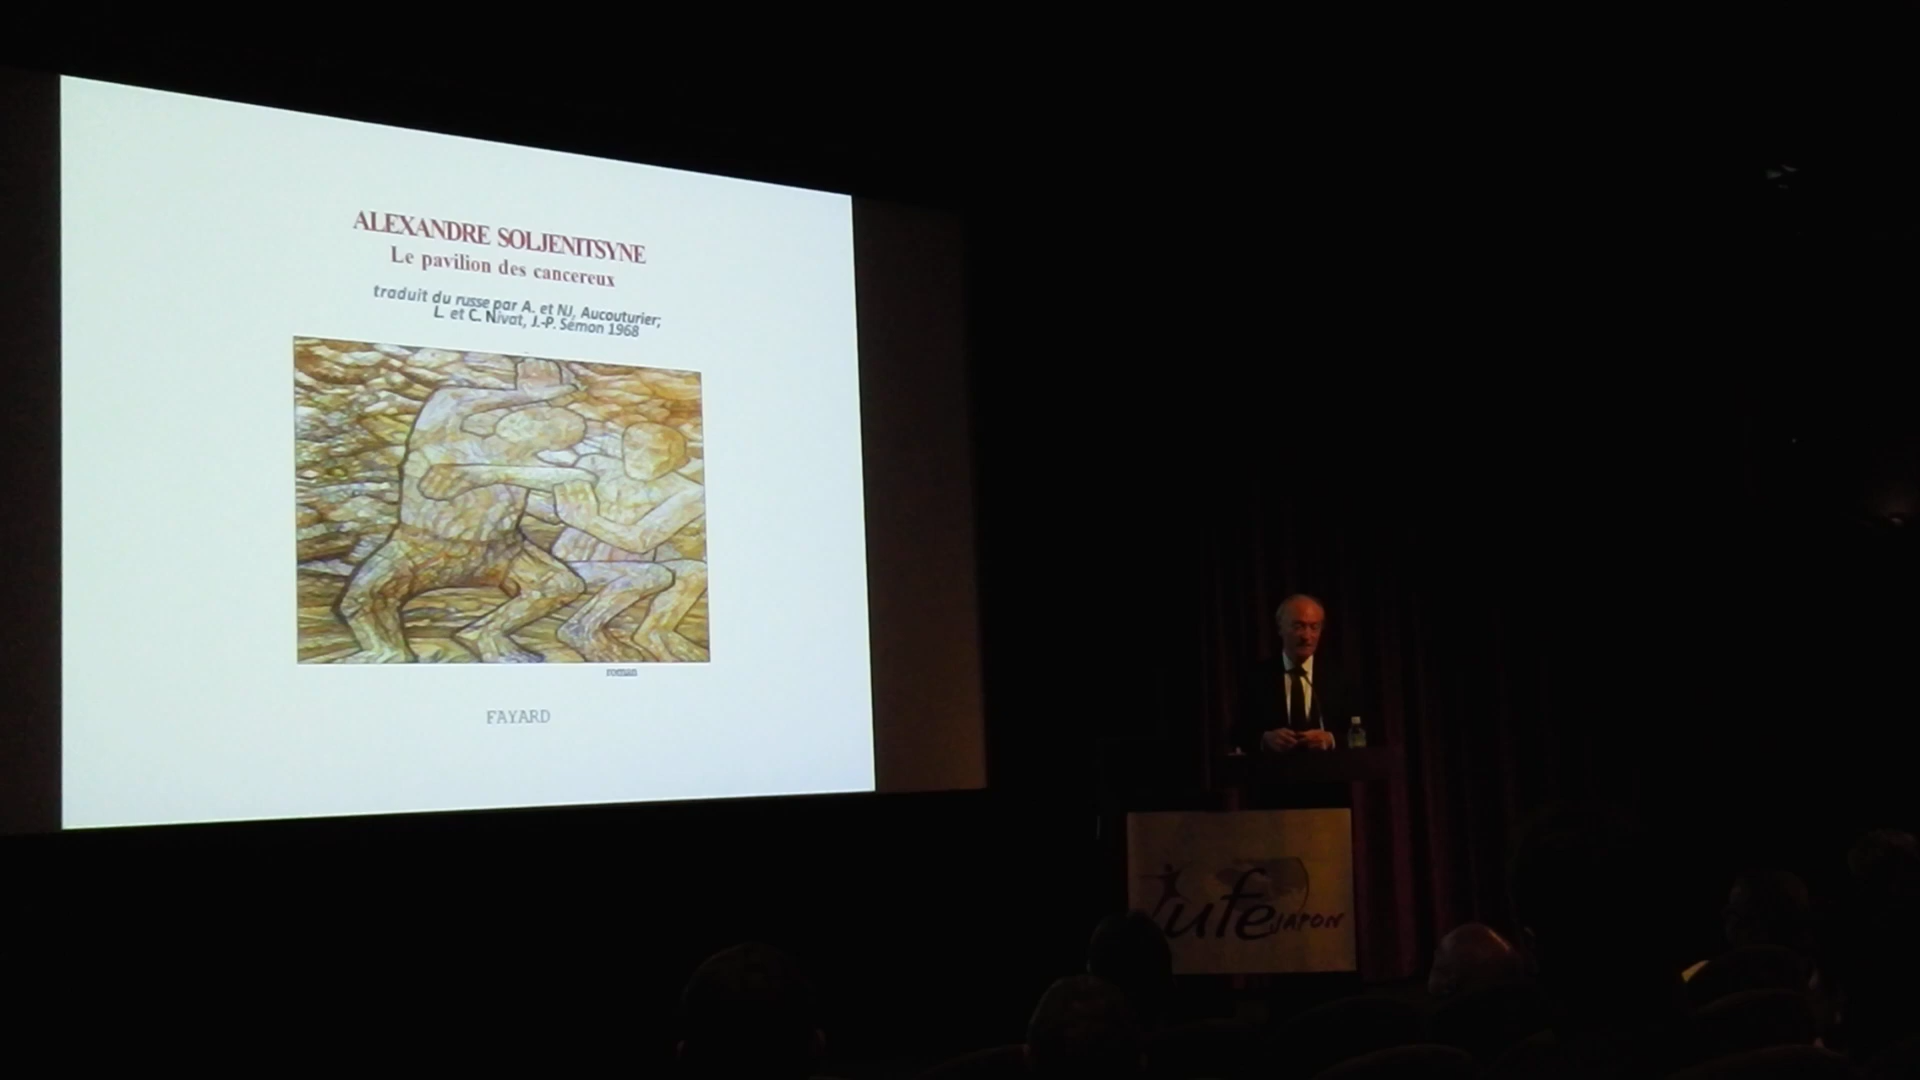 ALEXANDRE SOLJENITSYNE
Le pavilion des cancereux
traduit du russe par A. et NJ, Aucouturier;
L. et C. Nivat, J.-P. Sémon 1968
roman
FAYARD
ufe JAPON